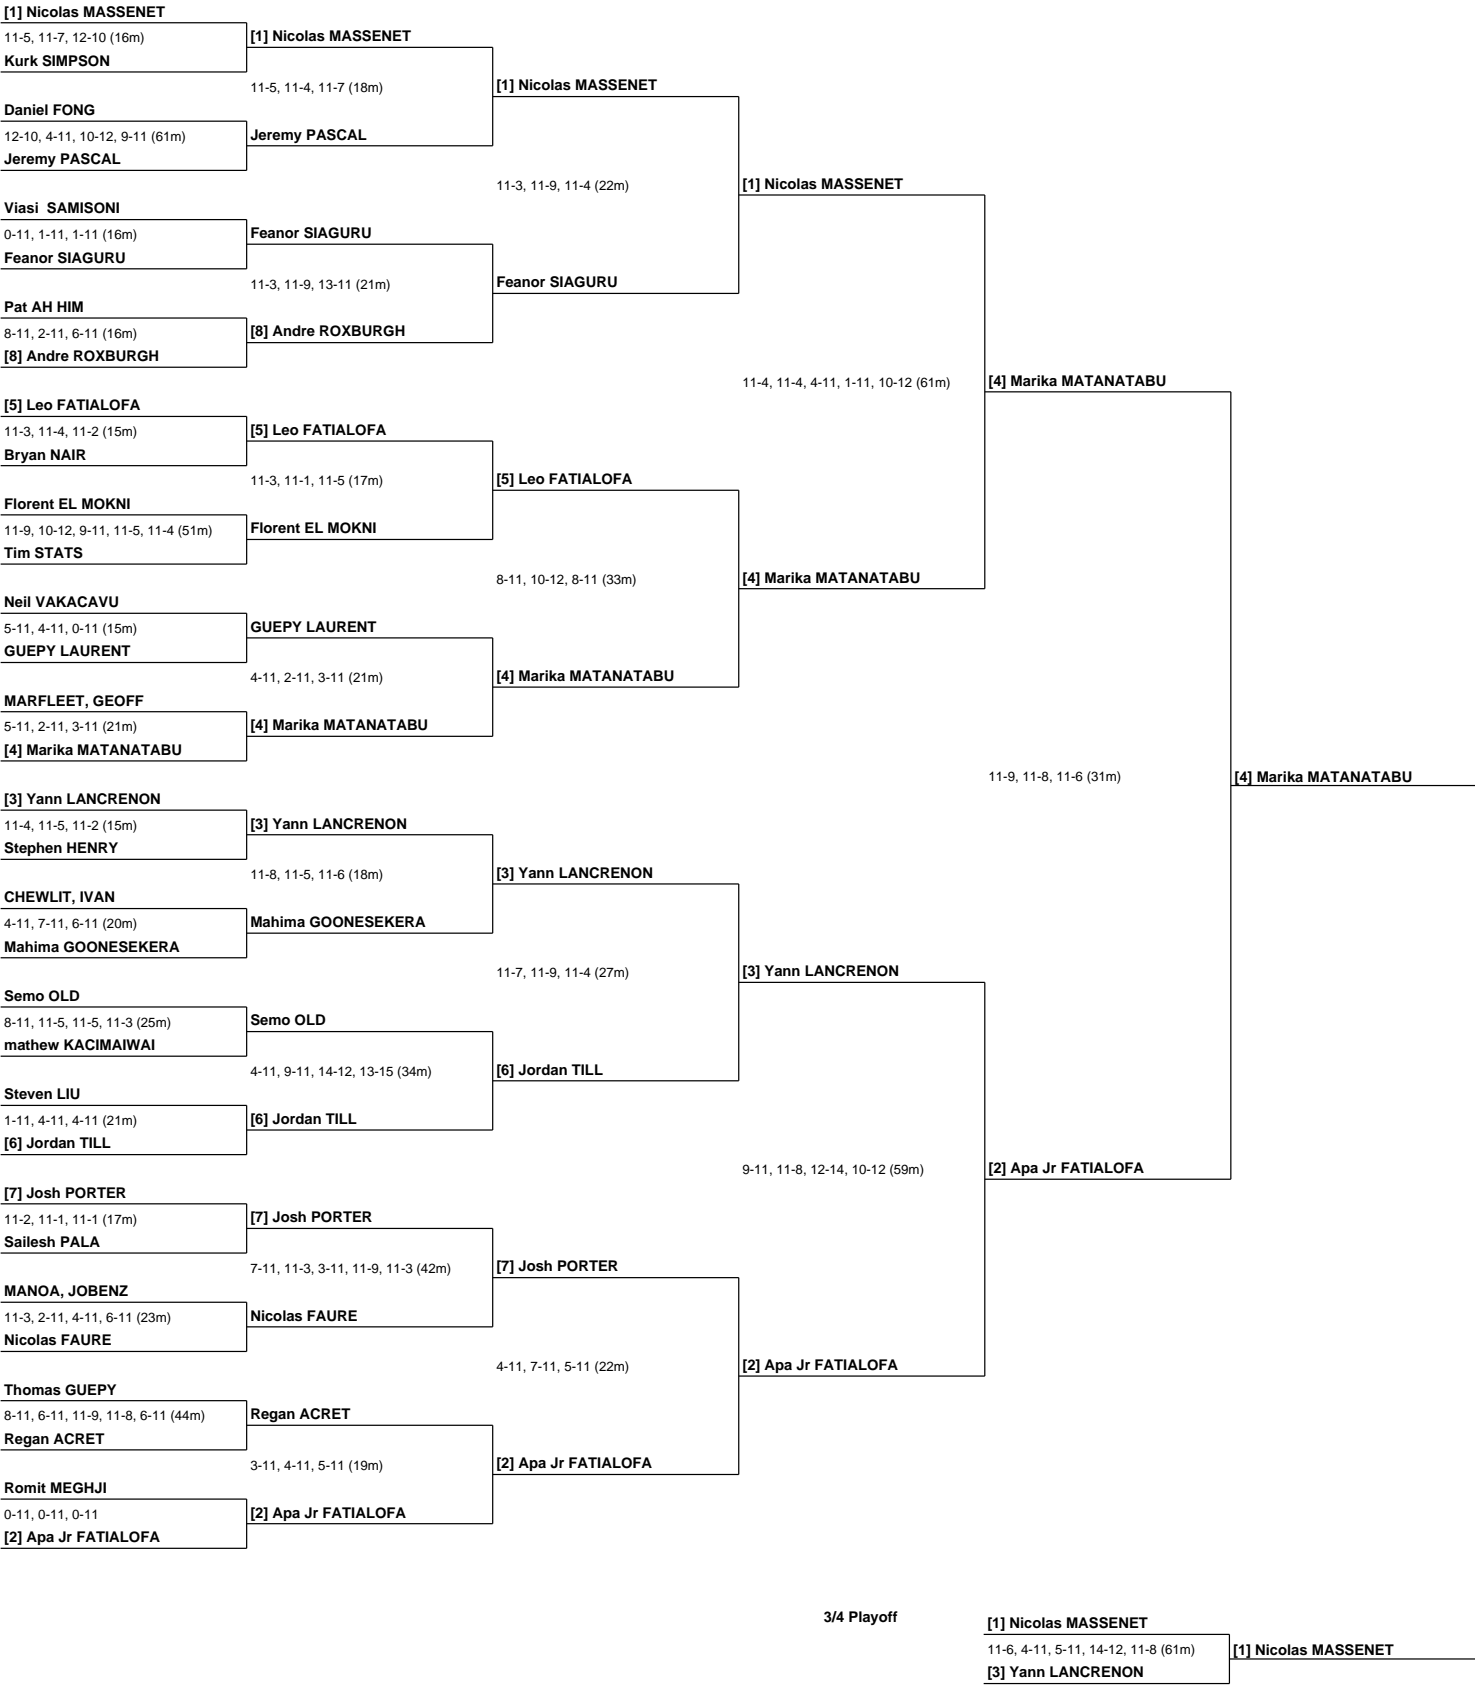 [1] Nicolas MASSENET
11-5, 11-7, 12-10 (16m)
Kurk SIMPSON
Daniel FONG
12-10, 4-11, 10-12, 9-11 (61m)
Jeremy PASCAL
Viasi  SAMISONI
0-11, 1-11, 1-11 (16m)
Feanor SIAGURU
Pat AH HIM
8-11, 2-11, 6-11 (16m)
[8] Andre ROXBURGH
[5] Leo FATIALOFA
11-3, 11-4, 11-2 (15m)
Bryan NAIR
Florent EL MOKNI
11-9, 10-12, 9-11, 11-5, 11-4 (51m)
Tim STATS
Neil VAKACAVU
5-11, 4-11, 0-11 (15m)
GUEPY LAURENT
MARFLEET, GEOFF
5-11, 2-11, 3-11 (21m)
[4] Marika MATANATABU
[3] Yann LANCRENON
11-4, 11-5, 11-2 (15m)
Stephen HENRY
CHEWLIT, IVAN
4-11, 7-11, 6-11 (20m)
Mahima GOONESEKERA
Semo OLD
8-11, 11-5, 11-5, 11-3 (25m)
mathew KACIMAIWAI
Steven LIU
1-11, 4-11, 4-11 (21m)
[6] Jordan TILL
[7] Josh PORTER
11-2, 11-1, 11-1 (17m)
Sailesh PALA
MANOA, JOBENZ
11-3, 2-11, 4-11, 6-11 (23m)
Nicolas FAURE
Thomas GUEPY
8-11, 6-11, 11-9, 11-8, 6-11 (44m)
Regan ACRET
Romit MEGHJI
0-11, 0-11, 0-11
[2] Apa Jr FATIALOFA
[1] Nicolas MASSENET
11-5, 11-4, 11-7 (18m)
Jeremy PASCAL
Feanor SIAGURU
11-3, 11-9, 13-11 (21m)
[8] Andre ROXBURGH
[5] Leo FATIALOFA
11-3, 11-1, 11-5 (17m)
Florent EL MOKNI
GUEPY LAURENT
4-11, 2-11, 3-11 (21m)
[4] Marika MATANATABU
[3] Yann LANCRENON
11-8, 11-5, 11-6 (18m)
Mahima GOONESEKERA
Semo OLD
4-11, 9-11, 14-12, 13-15 (34m)
[6] Jordan TILL
[7] Josh PORTER
7-11, 11-3, 3-11, 11-9, 11-3 (42m)
Nicolas FAURE
Regan ACRET
3-11, 4-11, 5-11 (19m)
[2] Apa Jr FATIALOFA
[1] Nicolas MASSENET
11-3, 11-9, 11-4 (22m)
Feanor SIAGURU
[5] Leo FATIALOFA
8-11, 10-12, 8-11 (33m)
[4] Marika MATANATABU
[3] Yann LANCRENON
11-7, 11-9, 11-4 (27m)
[6] Jordan TILL
[7] Josh PORTER
4-11, 7-11, 5-11 (22m)
[2] Apa Jr FATIALOFA
[1] Nicolas MASSENET
11-4, 11-4, 4-11, 1-11, 10-12 (61m)
[4] Marika MATANATABU
[3] Yann LANCRENON
9-11, 11-8, 12-14, 10-12 (59m)
[2] Apa Jr FATIALOFA
[4] Marika MATANATABU
11-9, 11-8, 11-6 (31m)
[2] Apa Jr FATIALOFA
[4] Marika MATANATABU
3/4 Playoff
[1] Nicolas MASSENET
11-6, 4-11, 5-11, 14-12, 11-8 (61m)
[3] Yann LANCRENON
[1] Nicolas MASSENET